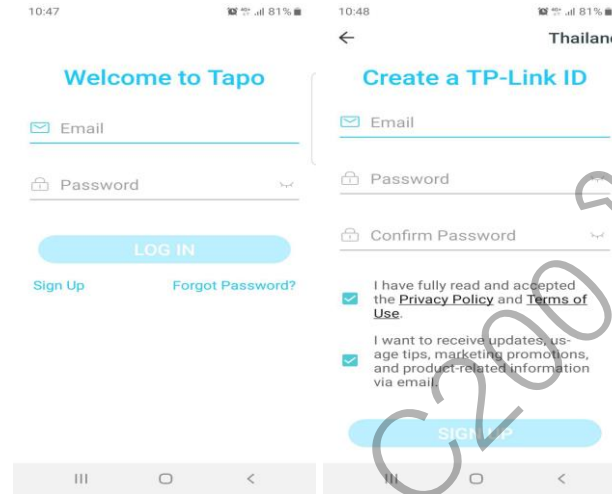 10:47
81%
Welcome to Tapo
Email
Password
LOG IN
Sign Up
Forgot Password?
10:48
81%
Thailand
Create a TP-Link ID
Email
Password
Confirm Password
I have fully read and accepted
the Privacy Policy and Terms of
Use.
I want to receive updates, us-
age tips, marketing promotions,
and product-related information
via email.
SIGN UP
C200